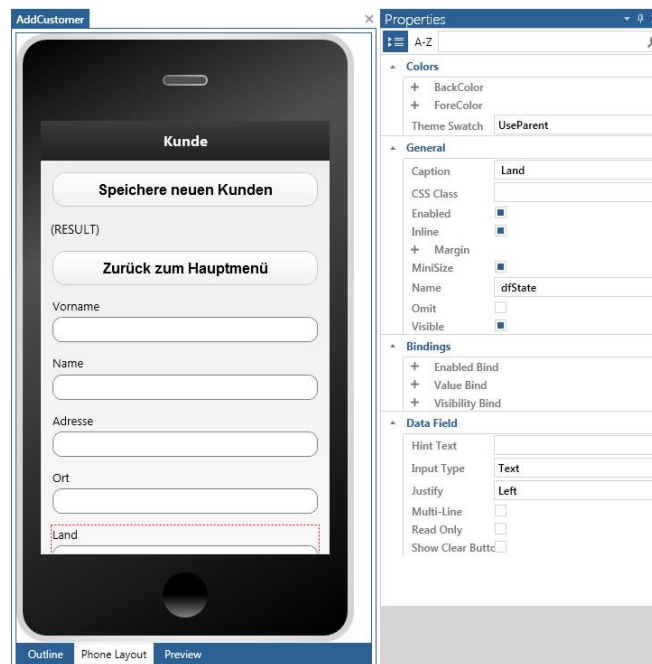 AddCustomer
Kunde
Speichere neuen Kunden
(RESULT)
Zurück zum Hauptmenü
Vorname
Name
Adresse
Ort
Land
Outline Phone Layout Preview
Properties
A-Z
Colors
+ BackColor
+ ForeColor
Theme Swatch UseParent
General
Caption Land
CSS Class
Enabled
Inline
+ Margin
MiniSize
Name dfState
Omit
Visible
Bindings
+ Enabled Bind
+ Value Bind
+ Visibility Bind
Data Field
Hint Text
Input Type Text
Justify Left
Multi-Line
Read Only
Show Clear Butto